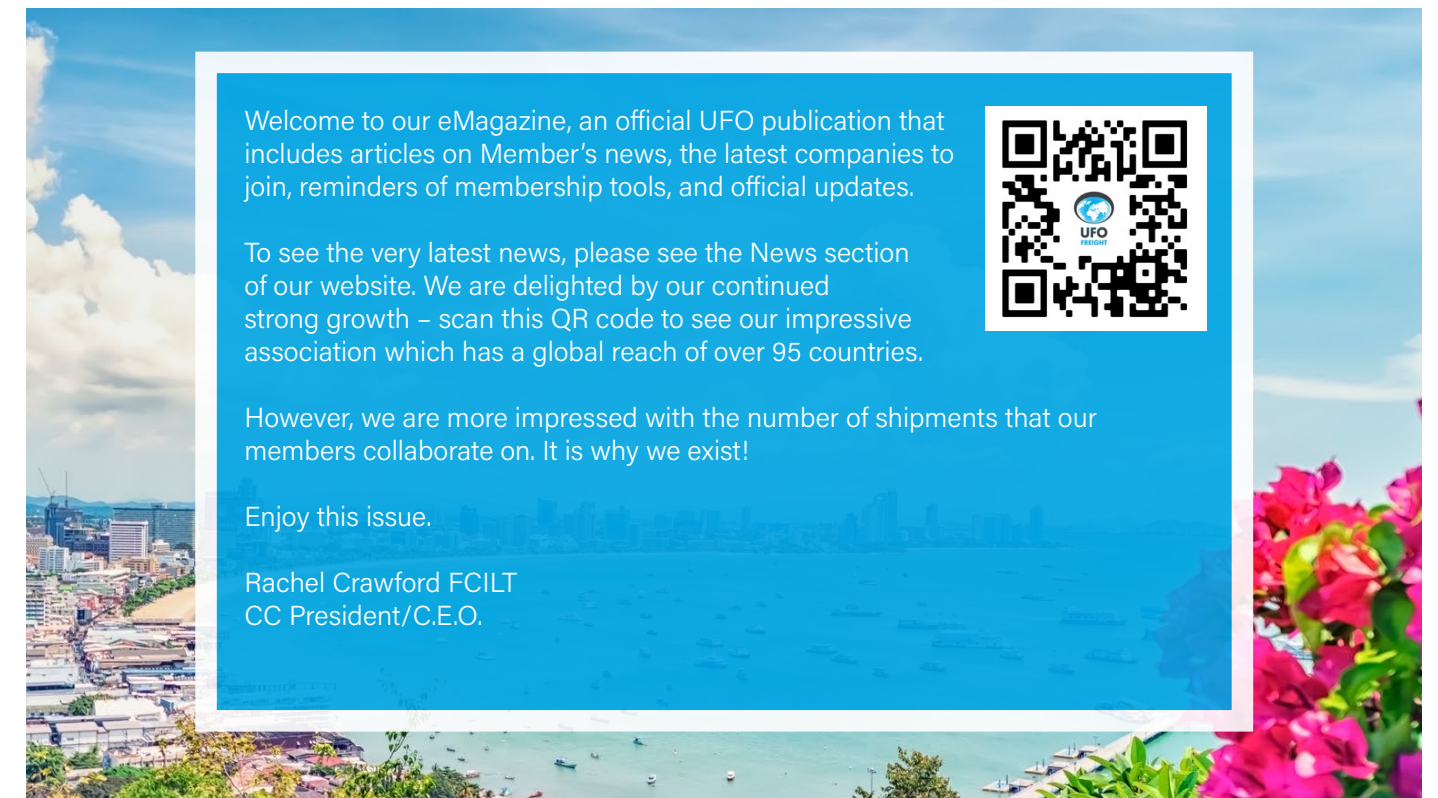 Welcome to our eMagazine, an official UFO publication that
includes articles on Member's news, the latest companies to
join, reminders of membership tools, and official updates.
To see the very latest news, please see the News section
of our website. We are delighted by our continued
strong growth – scan this QR code to see our impressive
association which has a global reach of over 95 countries.
UFO
FREIGHT
However, we are more impressed with the number of shipments that our
members collaborate on. It is why we exist!
Enjoy this issue.
Rachel Crawford FCILT
CC President/C.E.O.